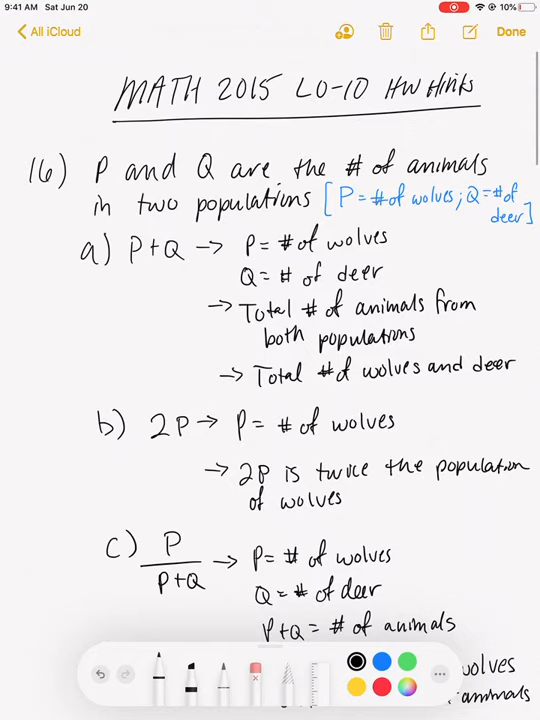 9:41 AM Sat Jun 20
10%
All iCloud
Done
MATH 2015 LO-10 HW Hints
16) P and Q are the # of animals
in two populations [P = # of wolves; Q = # of
deer]
a) P+Q → P = # of wolves
Q = # of deer
→ Total # of animals from
both populations
→ Total # of wolves and deer
b) 2P → P = # of wolves
→ 2P is twice the population
of wolves
c) P
P+Q → P = # of wolves
Q = # of deer
P+Q = # of animals
wolves
animals